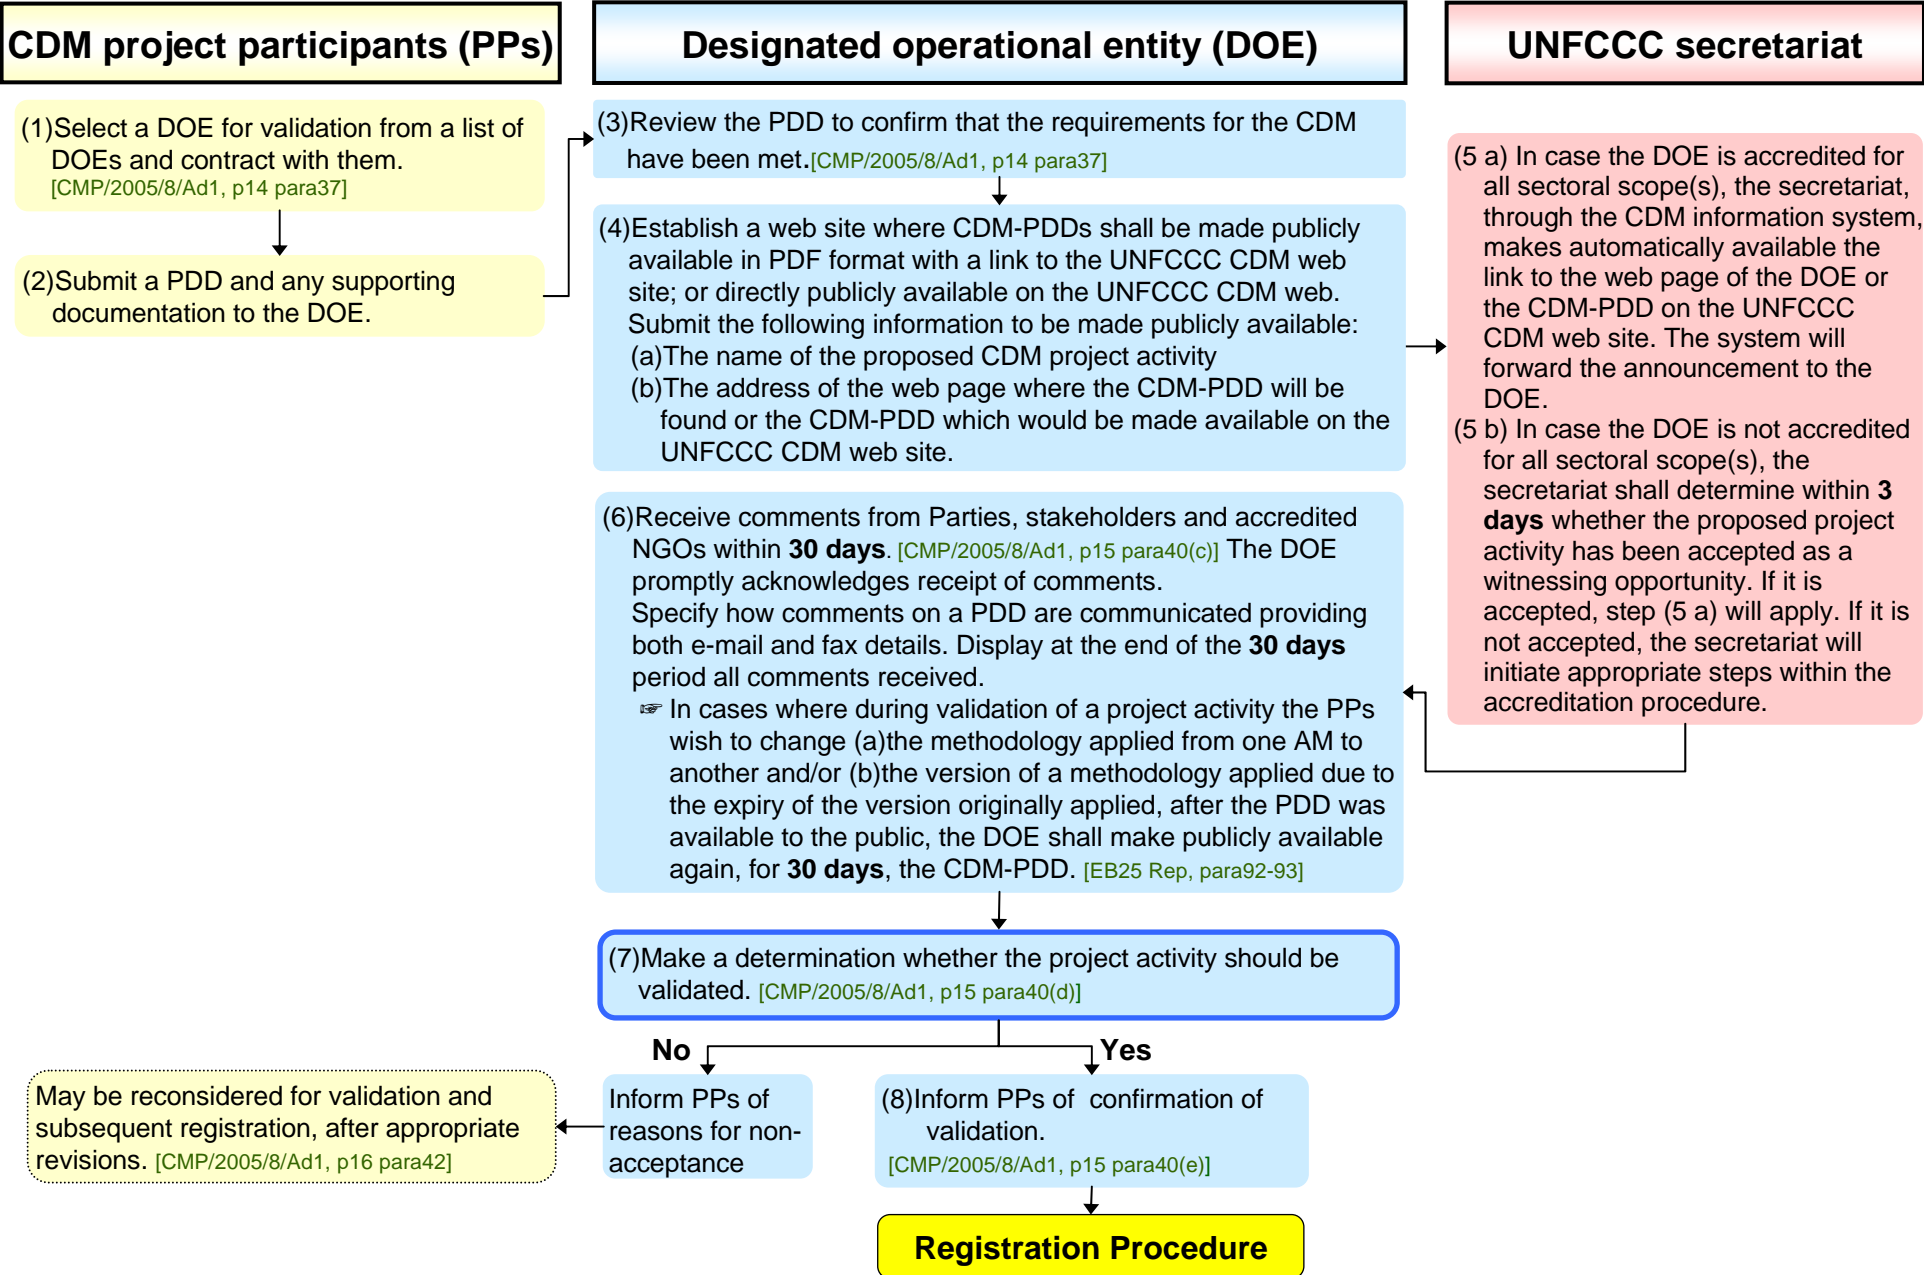 CDM project participants (PPs)
Designated operational entity (DOE)
UNFCCC secretariat
(1)Select a DOE for validation from a list of
DOEs and contract with them.
[CMP/2005/8/Ad1, p14 para37]
(2)Submit a PDD and any supporting
documentation to the DOE.
(3)Review the PDD to confirm that the requirements for the CDM
have been met.[CMP/2005/8/Ad1, p14 para37]
(4)Establish a web site where CDM-PDDs shall be made publicly
available in PDF format with a link to the UNFCCC CDM web
site; or directly publicly available on the UNFCCC CDM web.
Submit the following information to be made publicly available:
(a)The name of the proposed CDM project activity
(b)The address of the web page where the CDM-PDD will be
found or the CDM-PDD which would be made available on the
UNFCCC CDM web site.
(5 a) In case the DOE is accredited for
all sectoral scope(s), the secretariat,
through the CDM information system,
makes automatically available the
link to the web page of the DOE or
the CDM-PDD on the UNFCCC
CDM web site. The system will
forward the announcement to the
DOE.
(5 b) In case the DOE is not accredited
for all sectoral scope(s), the
secretariat shall determine within 3
days whether the proposed project
activity has been accepted as a
witnessing opportunity. If it is
accepted, step (5 a) will apply. If it is
not accepted, the secretariat will
initiate appropriate steps within the
accreditation procedure.
(6)Receive comments from Parties, stakeholders and accredited
NGOs within 30 days. [CMP/2005/8/Ad1, p15 para40(c)] The DOE
promptly acknowledges receipt of comments.
Specify how comments on a PDD are communicated providing
both e-mail and fax details. Display at the end of the 30 days
period all comments received.
☞ In cases where during validation of a project activity the PPs
wish to change (a)the methodology applied from one AM to
another and/or (b)the version of a methodology applied due to
the expiry of the version originally applied, after the PDD was
available to the public, the DOE shall make publicly available
again, for 30 days, the CDM-PDD. [EB25 Rep, para92-93]
(7)Make a determination whether the project activity should be
validated. [CMP/2005/8/Ad1, p15 para40(d)]
No
Yes
May be reconsidered for validation and
subsequent registration, after appropriate
revisions. [CMP/2005/8/Ad1, p16 para42]
Inform PPs of
reasons for non-
acceptance
(8)Inform PPs of confirmation of
validation.
[CMP/2005/8/Ad1, p15 para40(e)]
Registration Procedure